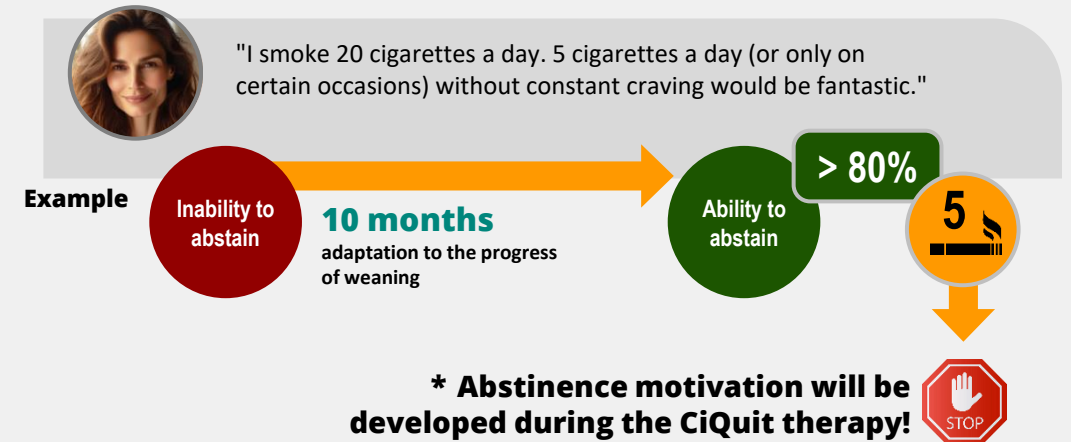 "I smoke 20 cigarettes a day. 5 cigarettes a day (or only on
certain occasions) without constant craving would be fantastic."
Example
Inability to
abstain
10 months
adaptation to the progress
of weaning
Ability to
abstain
> 80%
5
* Abstinence motivation will be
developed during the CiQuit therapy!
STOP